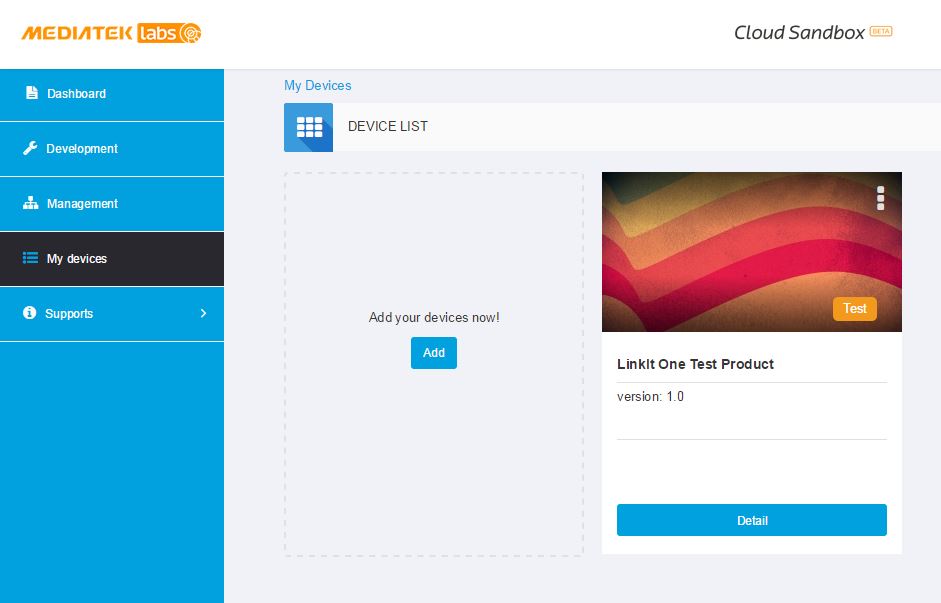 MEDIATEK labs
Cloud Sandbox BETA
Dashboard
Development
Management
My devices
Supports
My Devices
DEVICE LIST
Add your devices now!
Add
Test
LinkIt One Test Product
version: 1.0
Detail